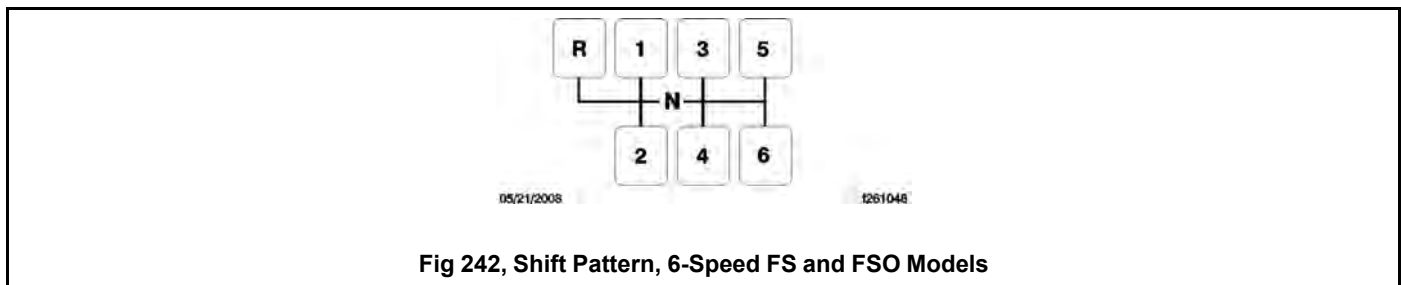 R 1 3 5
N
2 4 6
05/21/2008 f261048
Fig 242, Shift Pattern, 6-Speed FS and FSO Models